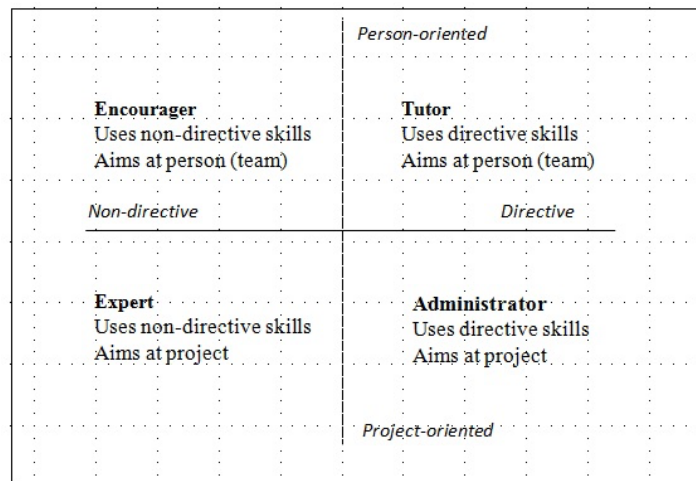 Person-oriented
Encourager
Uses non-directive skills
Aims at person (team)
Tutor
Uses directive skills
Aims at person (team)
Non-directive
Directive
Expert
Uses non-directive skills
Aims at project
Administrator
Uses directive skills
Aims at project
Project-oriented